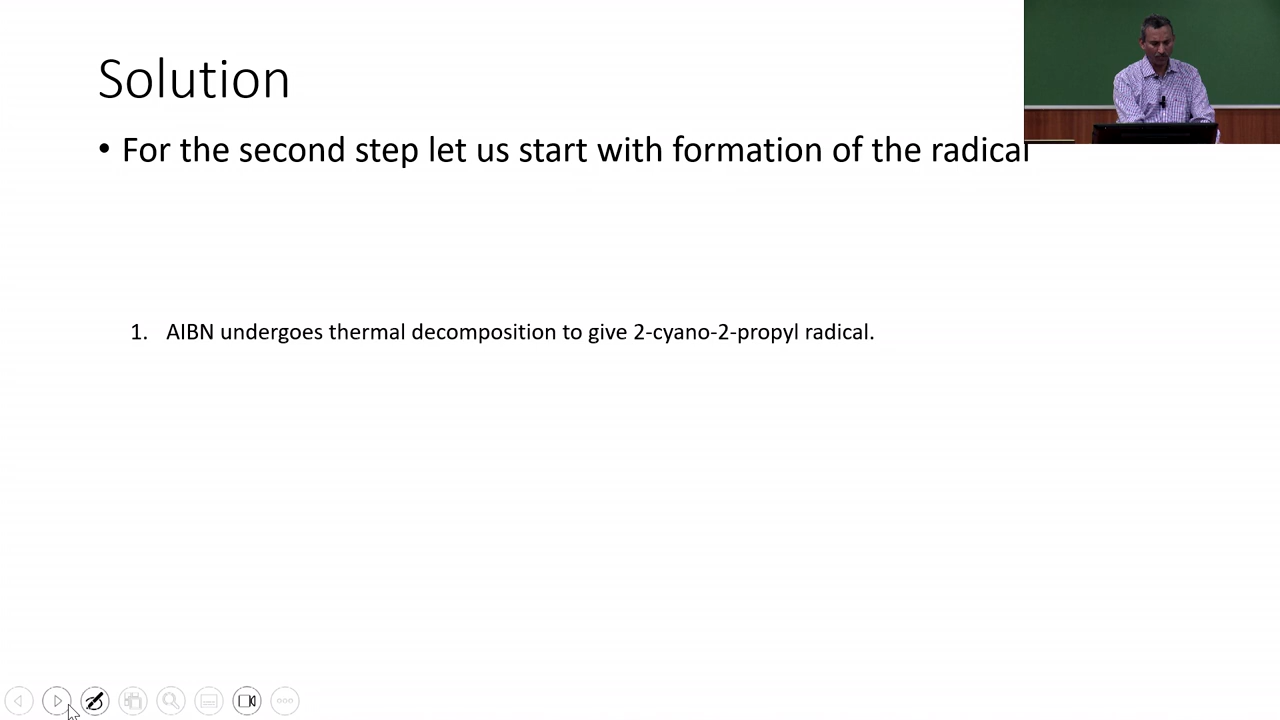 Solution
• For the second step let us start with formation of the radical
1. AIBN undergoes thermal decomposition to give 2-cyano-2-propyl radical.